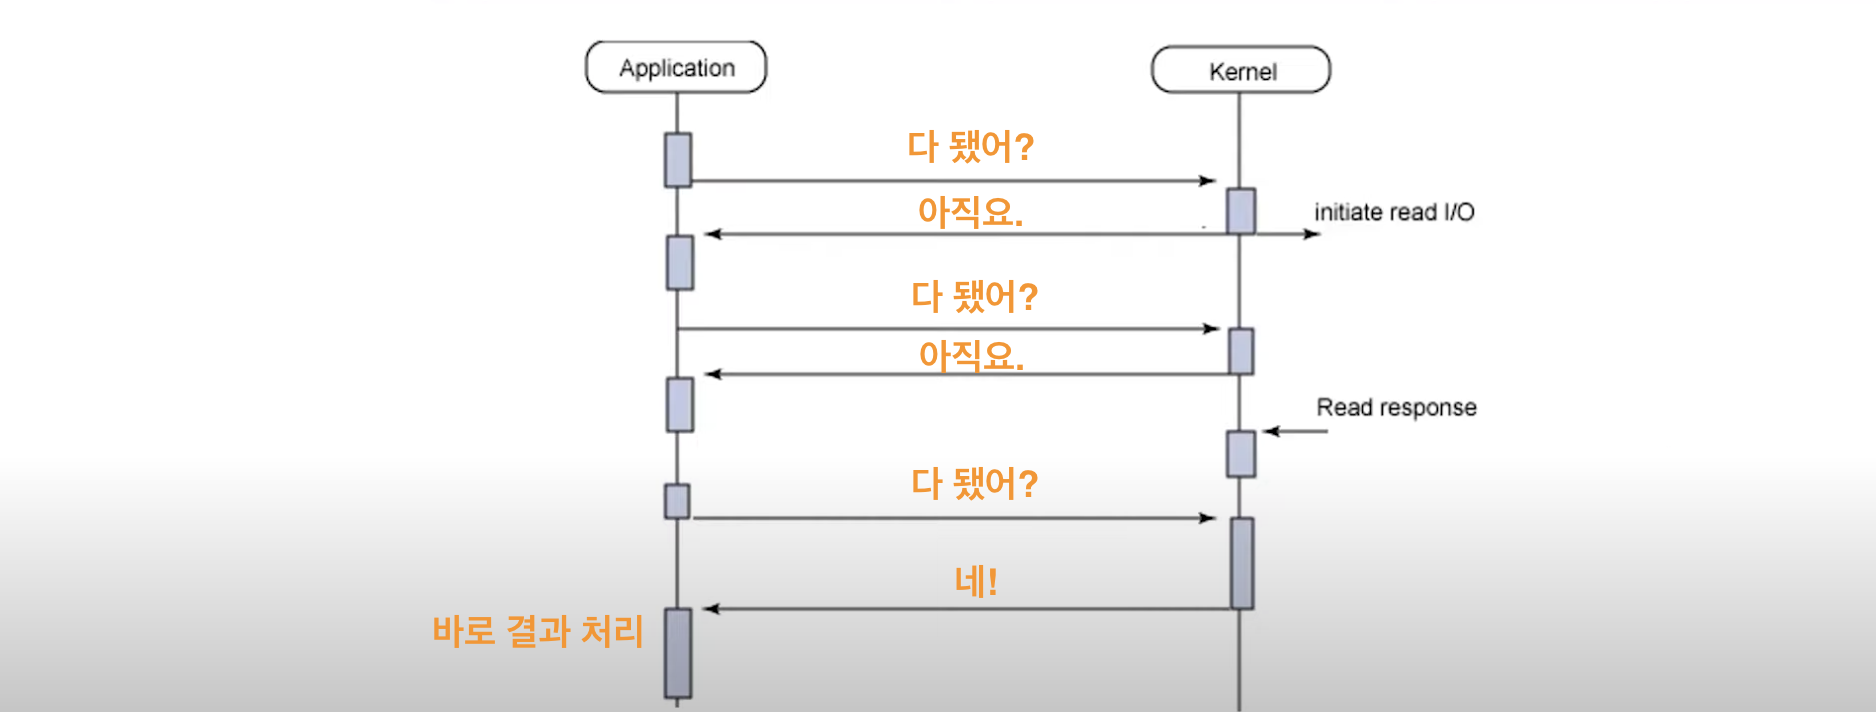 Application
Kernel
다 됐어?
아직요.
initiate read I/O
다 됐어?
아직요.
Read response
다 됐어?
네!
바로 결과 처리